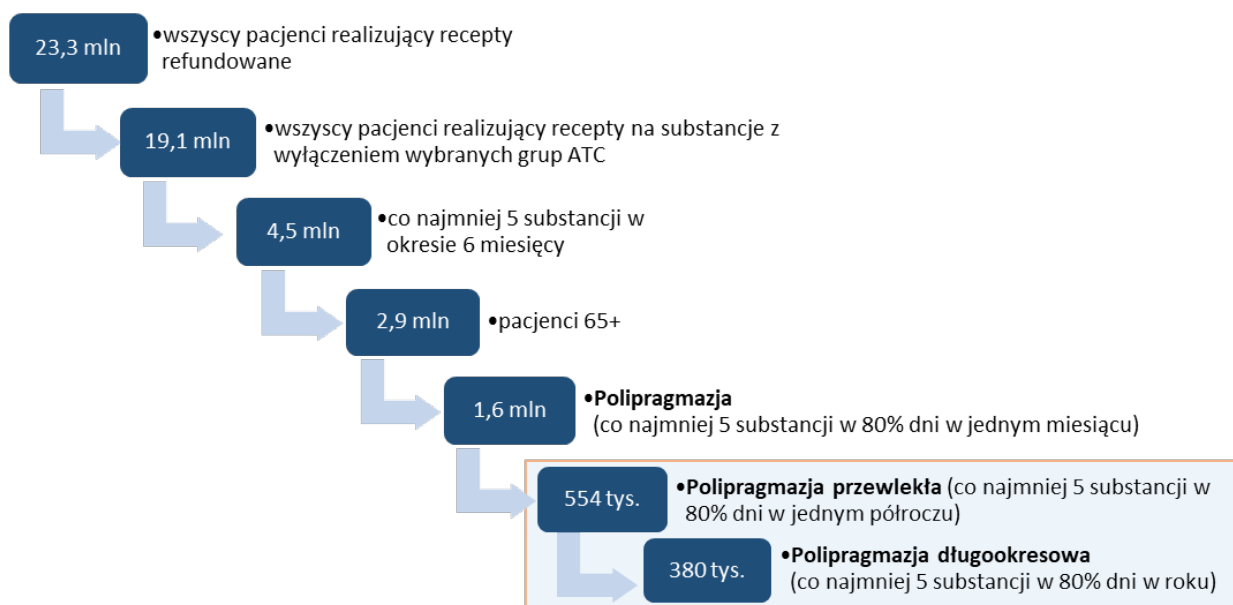 23,3 mln
•wszyscy pacjenci realizujący recepty
refundowane
19,1 mln
•wszyscy pacjenci realizujący recepty na substancje z
wyłączeniem wybranych grup ATC
4,5 mln
•co najmniej 5 substancji w
okresie 6 miesięcy
2,9 mln
•pacjenci 65+
1,6 mln
•Polipragmazja
(co najmniej 5 substancji w 80% dni w jednym miesiącu)
554 tys.
•Polipragmazja przewlekła (co najmniej 5 substancji w
80% dni w jednym półroczu)
380 tys.
•Polipragmazja długookresowa
(co najmniej 5 substancji w 80% dni w roku)